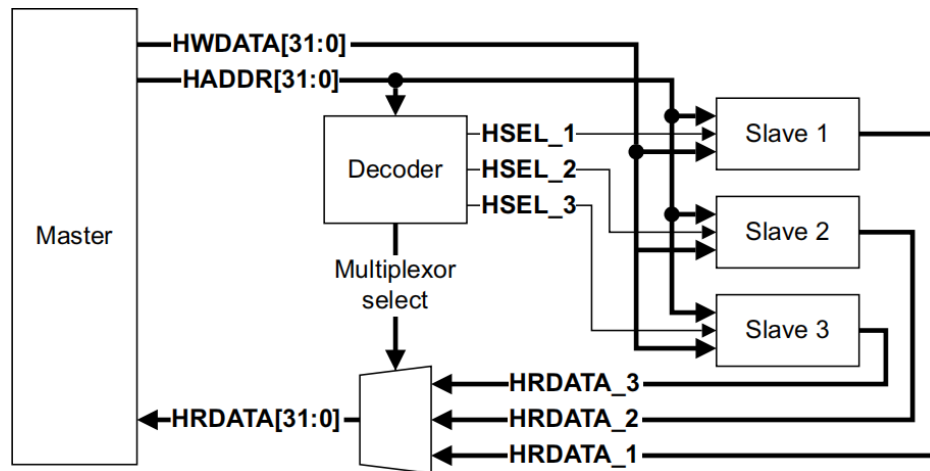 HWDATA[31:0]
HADDR[31:0]
Master
Decoder
HSEL_1
HSEL_2
HSEL_3
Slave 1
Slave 2
Slave 3
Multiplexor
select
HRDATA_3
HRDATA[31:0]
HRDATA_2
HRDATA_1